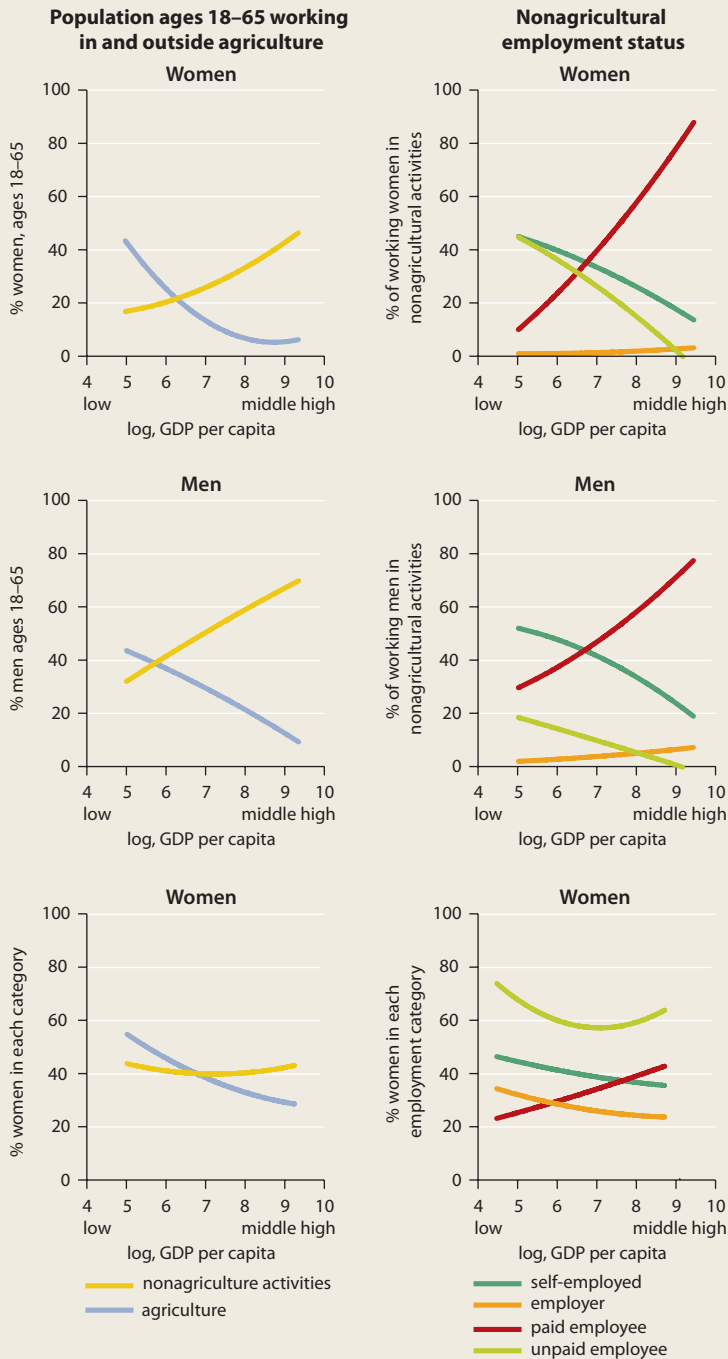 Population ages 18–65 working
in and outside agriculture
Women
100
80
60
40
20
0
% women, ages 18–65
4 5 6 7 8 9 10
low middle high
log, GDP per capita
Men
100
80
60
40
20
0
% men ages 18–65
4 5 6 7 8 9 10
low middle high
log, GDP per capita
Women
100
80
60
40
20
0
% women in each category
4 5 6 7 8 9 10
low middle high
log, GDP per capita
nonagriculture activities
agriculture
Nonagricultural
employment status
Women
100
80
60
40
20
0
% of working women in
nonagricultural activities
4 5 6 7 8 9 10
low middle high
log, GDP per capita
Men
100
80
60
40
20
0
% of working men in
nonagricultural activities
4 5 6 7 8 9 10
low middle high
log, GDP per capita
Women
100
80
60
40
20
0
% women in each
employment category
4 5 6 7 8 9 10
low middle high
log, GDP per capita
self-employed
employer
paid employee
unpaid employee